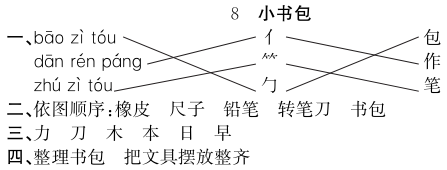 8 小书包
一、bāo zì tóu 亻 包
dān rén páng ⺮ 作
zhú zì tóu 勹 笔
二、依图顺序:橡皮 尺子 铅笔 转笔刀 书包
三、力 刀 木 本 日 早
四、整理书包 把文具摆放整齐